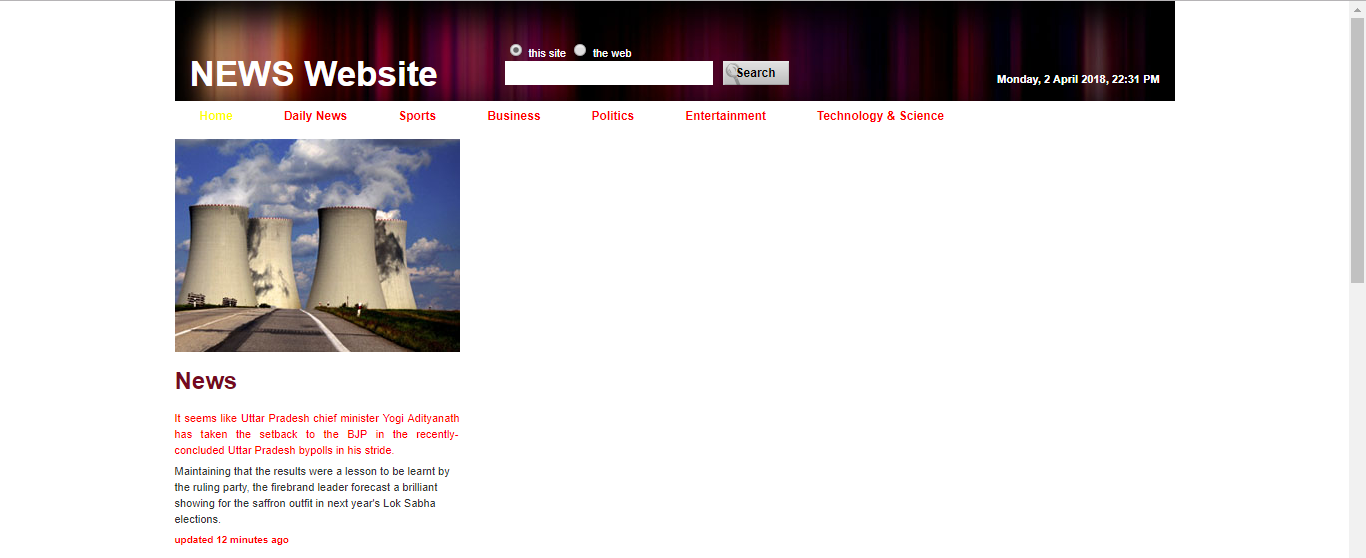 this site the web
NEWS Website
Search
Monday, 2 April 2018, 22:31 PM
Home Daily News Sports Business Politics Entertainment Technology & Science
News
It seems like Uttar Pradesh chief minister Yogi Adityanath
has taken the setback to the BJP in the recently-
concluded Uttar Pradesh bypolls in his stride.
Maintaining that the results were a lesson to be learnt by
the ruling party, the firebrand leader forecast a brilliant
showing for the saffron outfit in next year's Lok Sabha
elections.
updated 12 minutes ago